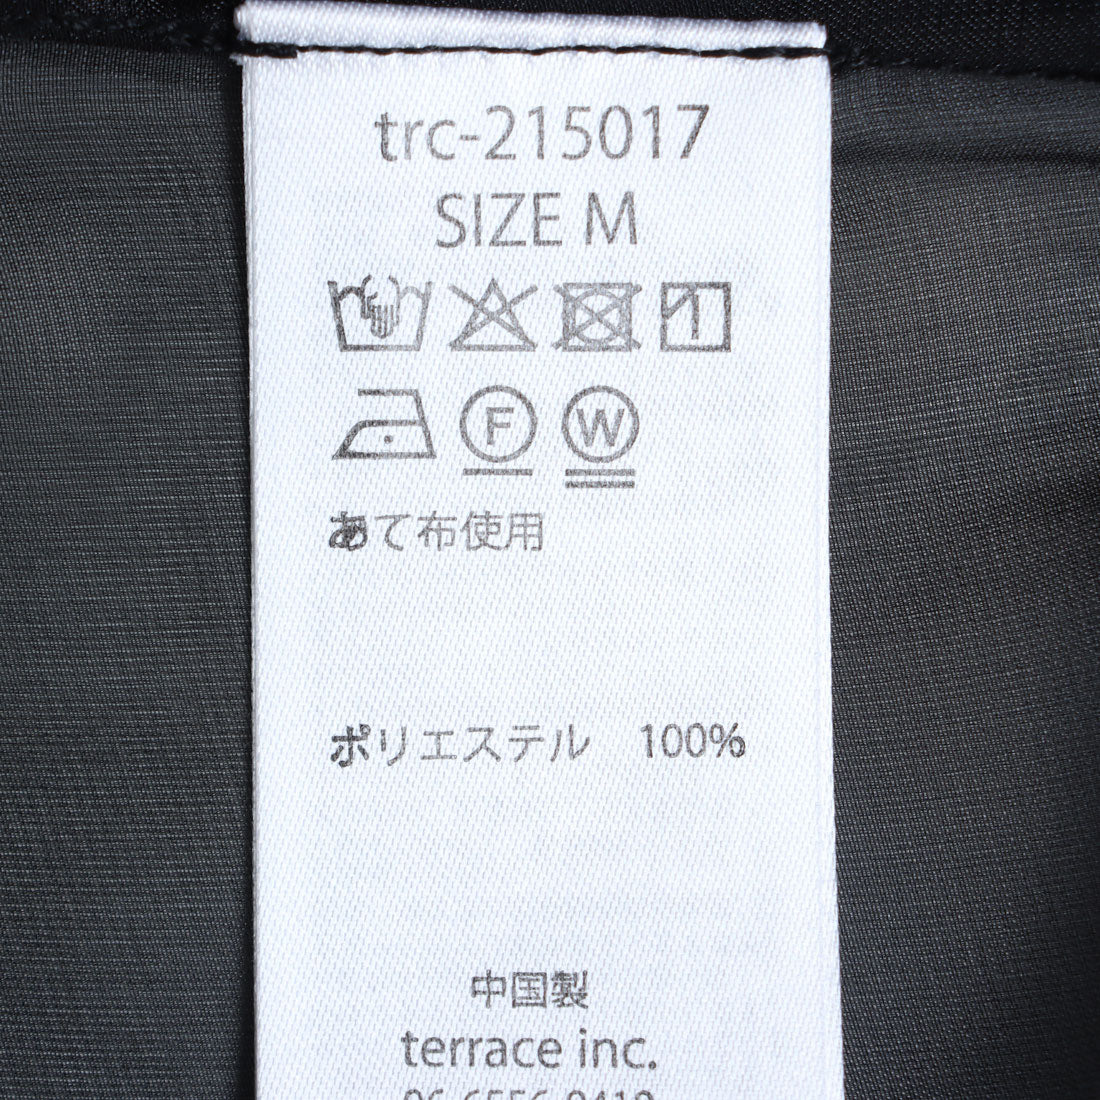 trc-215017
SIZE M
F W
あて布使用
ポリエステル 100%
中国製
terrace inc.